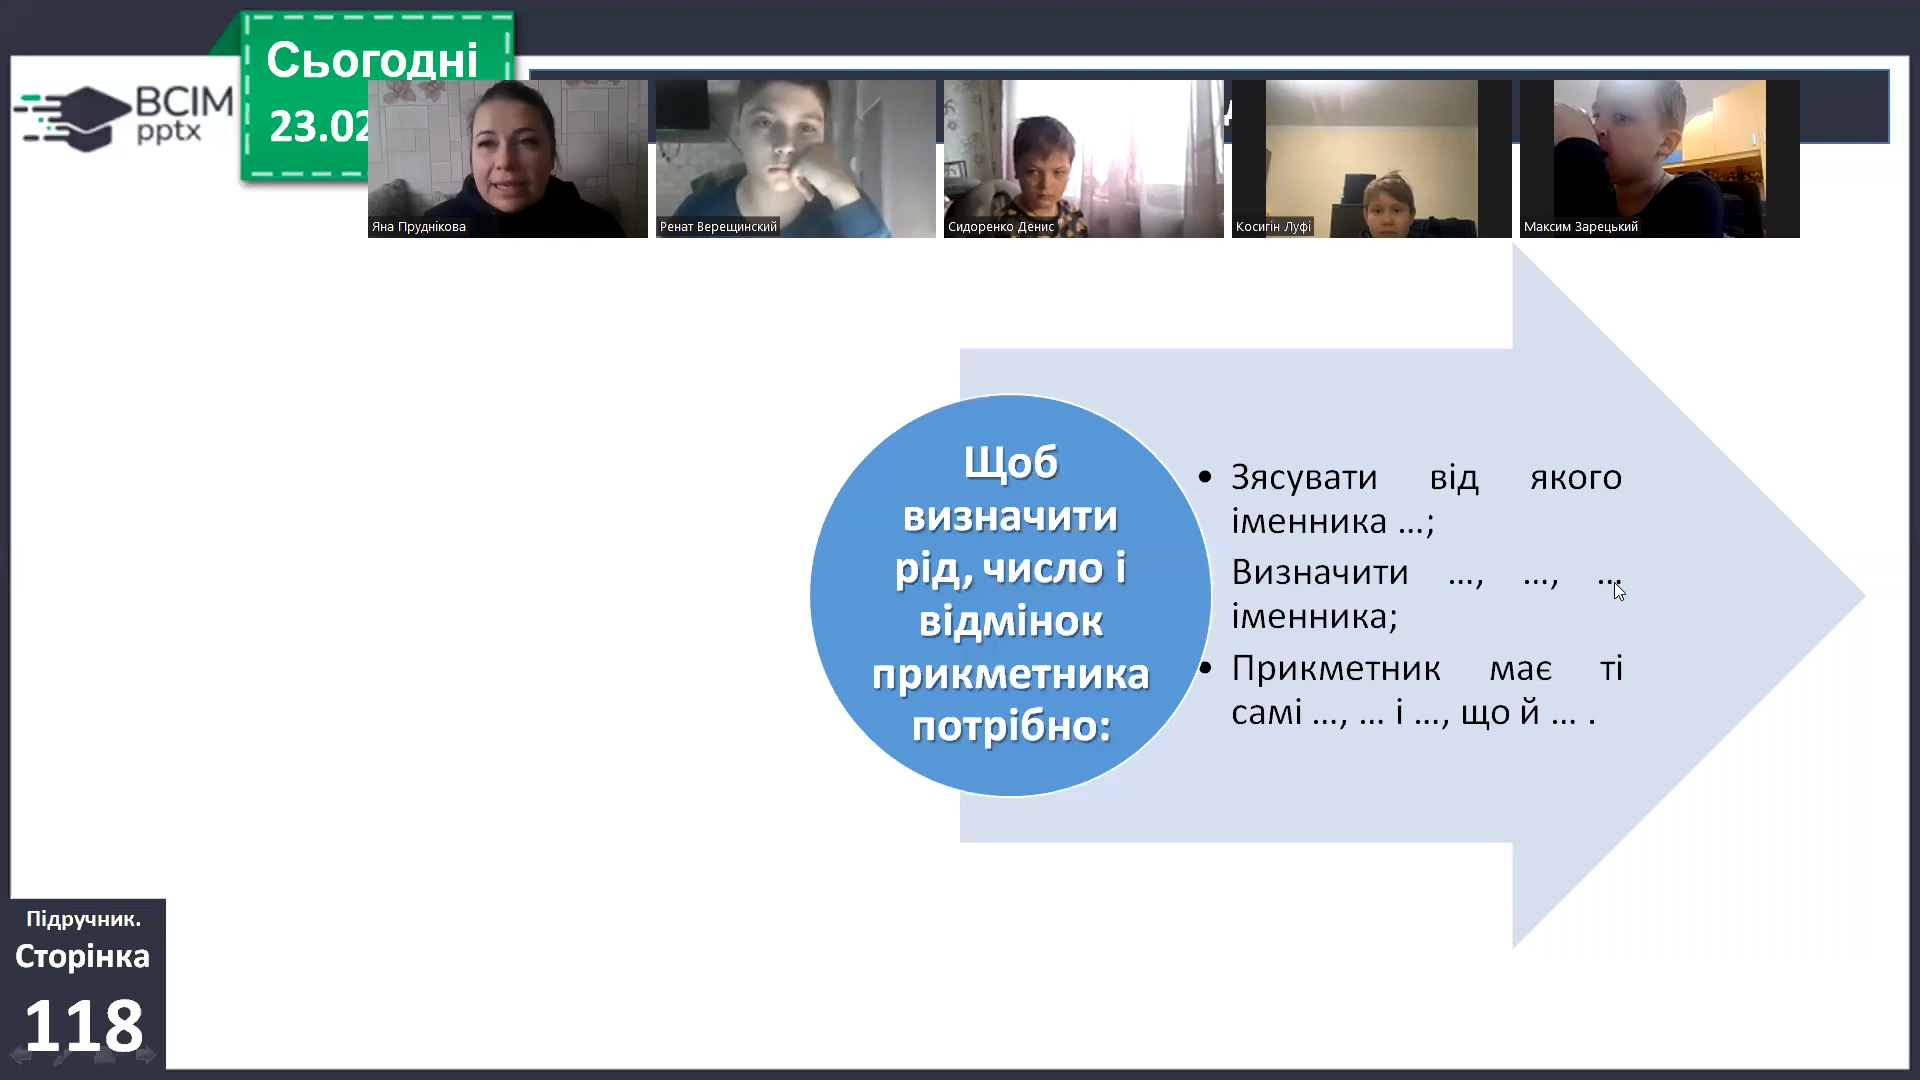 Сьогодні
23.02
ВСІМ
pptx
Яна Пруднікова
Ренат Верещинский
Сидоренко Денис
Косигін Луфі
Максим Зарецький
Щоб
визначити
рід, число і
відмінок
прикметника
потрібно:
• Зясувати від якого
іменника ...;
Визначити ..., ..., ...
іменника;
• Прикметник має ті
самі ..., ... і ..., що й ... .
Підручник.
Сторінка
118